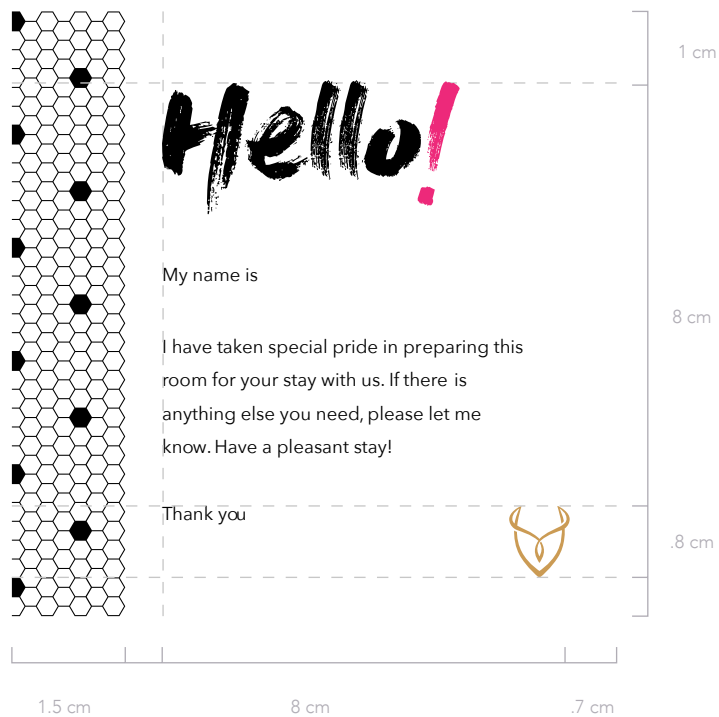 1 cm
Hello!
My name is
8 cm
I have taken special pride in preparing this
room for your stay with us. If there is
anything else you need, please let me
know. Have a pleasant stay!
Thank you
.8 cm
1.5 cm
8 cm
.7 cm